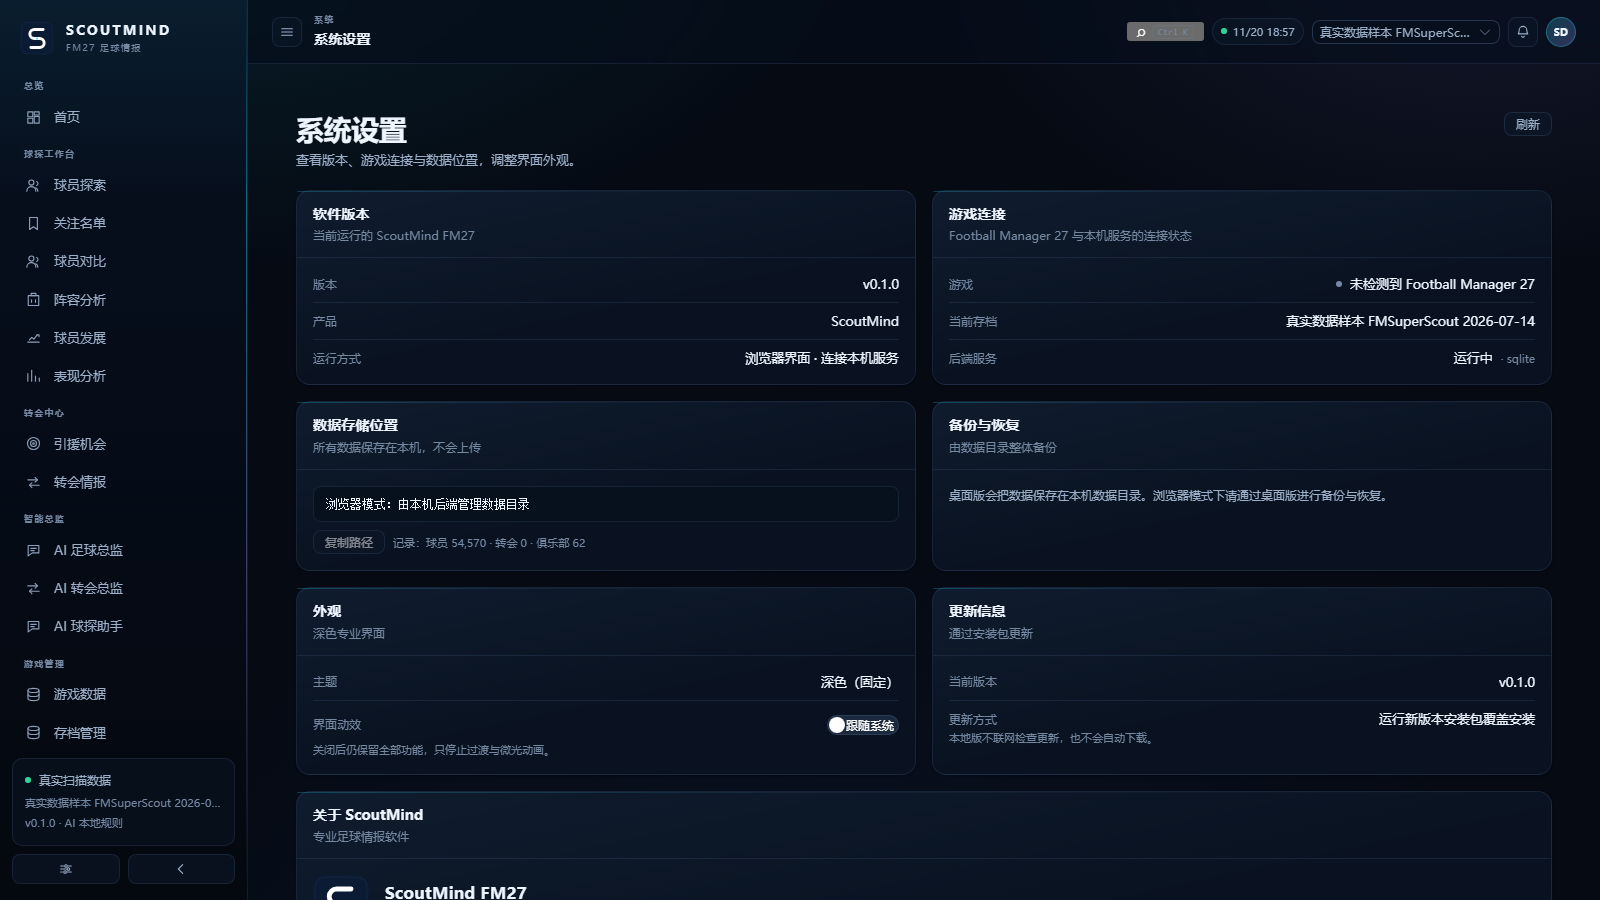 SCOUTMIND
FM27 足球情报
总览
首页
球探工作台
球员探索
关注名单
球员对比
阵容分析
球员发展
表现分析
转会中心
引援机会
转会情报
智能总监
AI 足球总监
AI 转会总监
AI 球探助手
游戏管理
游戏数据
存档管理
真实扫描数据
真实数据样本 FMSuperScout 2026-0...
v0.1.0 · AI 本地规则
系统
系统设置
Ctrl K
11/20 18:57
真实数据样本 FMSuperSc...
SD
系统设置
查看版本、游戏连接与数据位置，调整界面外观。
刷新
软件版本
当前运行的 ScoutMind FM27
版本 v0.1.0
产品 ScoutMind
运行方式 浏览器界面 · 连接本机服务
游戏连接
Football Manager 27 与本机服务的连接状态
游戏 未检测到 Football Manager 27
当前存档 真实数据样本 FMSuperScout 2026-07-14
后端服务 运行中 · sqlite
数据存储位置
所有数据保存在本机，不会上传
浏览器模式：由本机后端管理数据目录
复制路径 记录：球员 54,570 · 转会 0 · 俱乐部 62
备份与恢复
由数据目录整体备份
桌面版会把数据保存在本机数据目录。浏览器模式下请通过桌面版进行备份与恢复。
外观
深色专业界面
主题 深色（固定）
界面动效 跟随系统
关闭后仍保留全部功能，只停止过渡与微光动画。
更新信息
通过安装包更新
当前版本 v0.1.0
更新方式 运行新版本安装包覆盖安装
本地版不联网检查更新，也不会自动下载。
关于 ScoutMind
专业足球情报软件
ScoutMind FM27